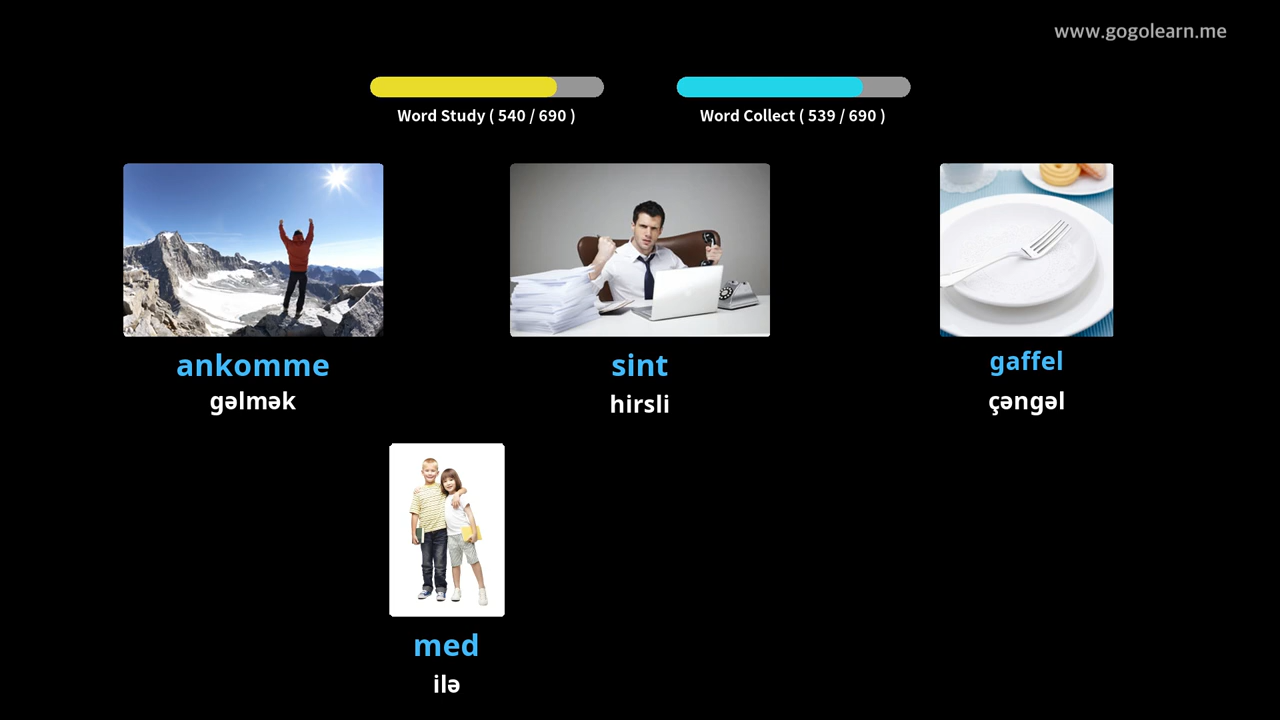 www.gogolearn.me
Word Study ( 540 / 690 )
Word Collect ( 539 / 690 )
ankomme
gəlmək
sint
hirsli
gaffel
çəngəl
med
ilə